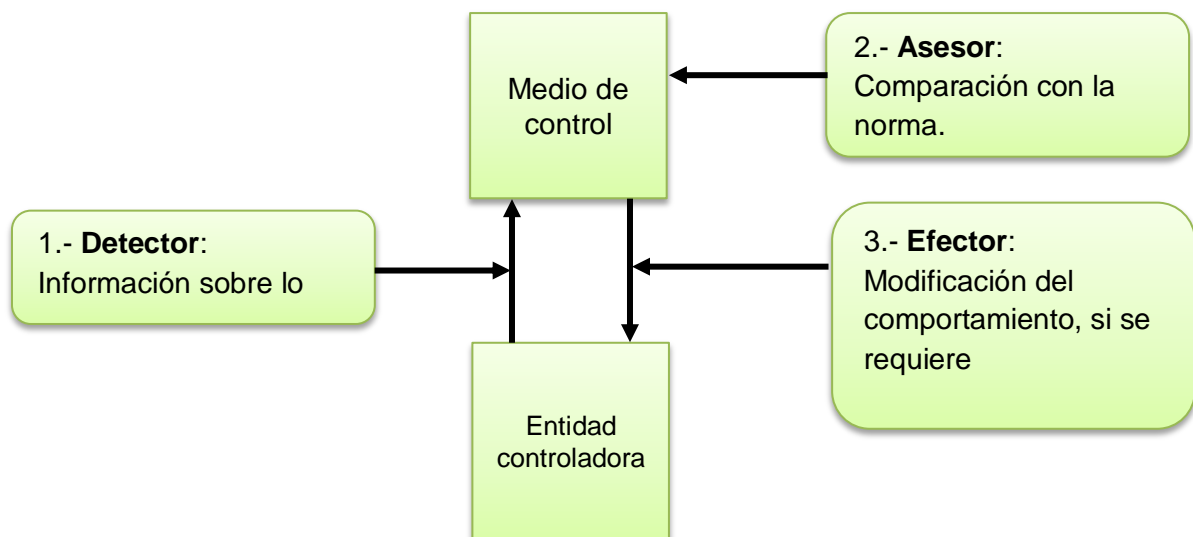 Medio de
control
2.- Asesor:
Comparación con la
norma.
1.- Detector:
Información sobre lo
3.- Efector:
Modificación del
comportamiento, si se
requiere
Entidad
controladora